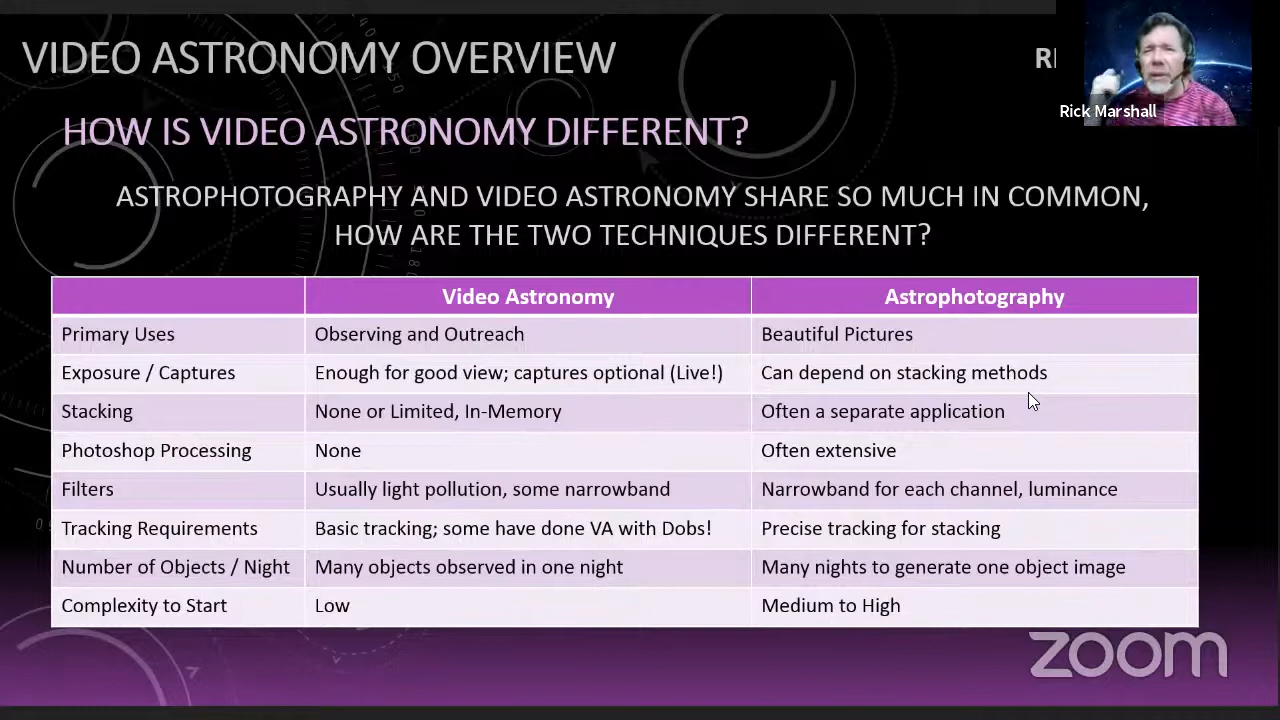 VIDEO ASTRONOMY OVERVIEW
Rick Marshall
HOW IS VIDEO ASTRONOMY DIFFERENT?
ASTROPHOTOGRAPHY AND VIDEO ASTRONOMY SHARE SO MUCH IN COMMON,
HOW ARE THE TWO TECHNIQUES DIFFERENT?
Video Astronomy Astrophotography
Primary Uses Observing and Outreach Beautiful Pictures
Exposure / Captures Enough for good view; captures optional (Live!) Can depend on stacking methods
Stacking None or Limited, In-Memory Often a separate application
Photoshop Processing None Often extensive
Filters Usually light pollution, some narrowband Narrowband for each channel, luminance
Tracking Requirements Basic tracking; some have done VA with Dobs! Precise tracking for stacking
Number of Objects / Night Many objects observed in one night Many nights to generate one object image
Complexity to Start Low Medium to High
zoom